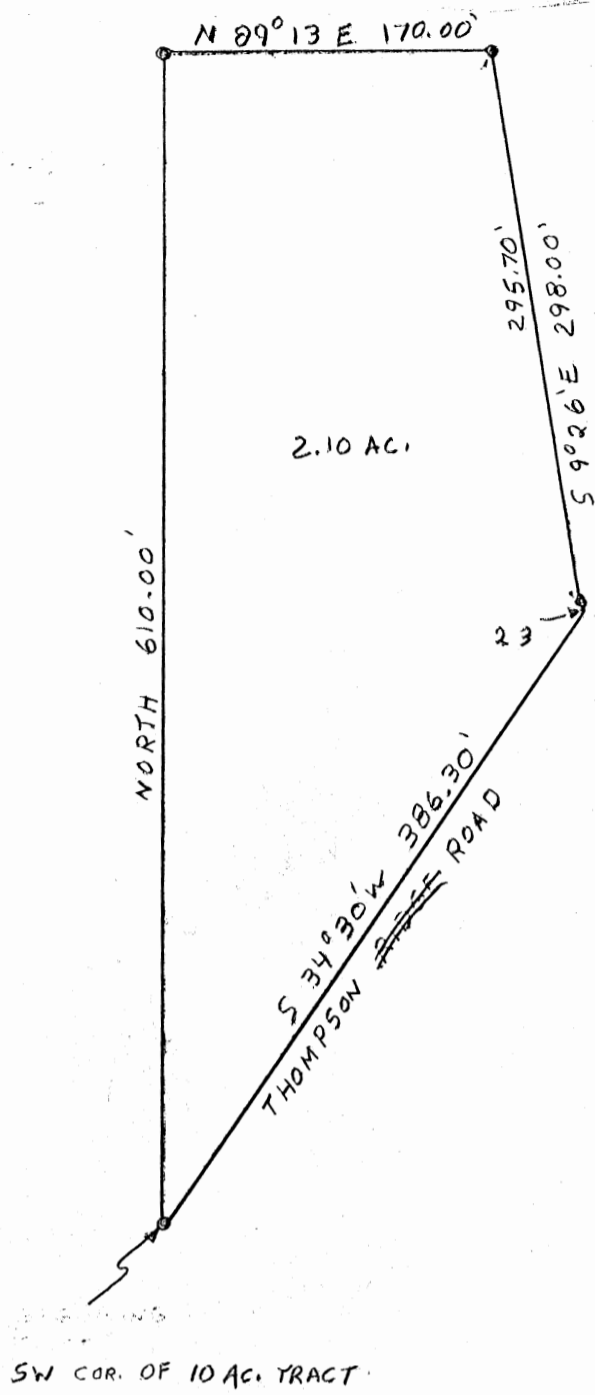 N 89° 13 E 170.00'
295.70'
S 9° 26' E 298.00'
2.10 AC.
NORTH 610.00'
23
S 34° 30' W 386.30'
THOMPSON RIDGE ROAD
SW COR. OF 10 AC. TRACT